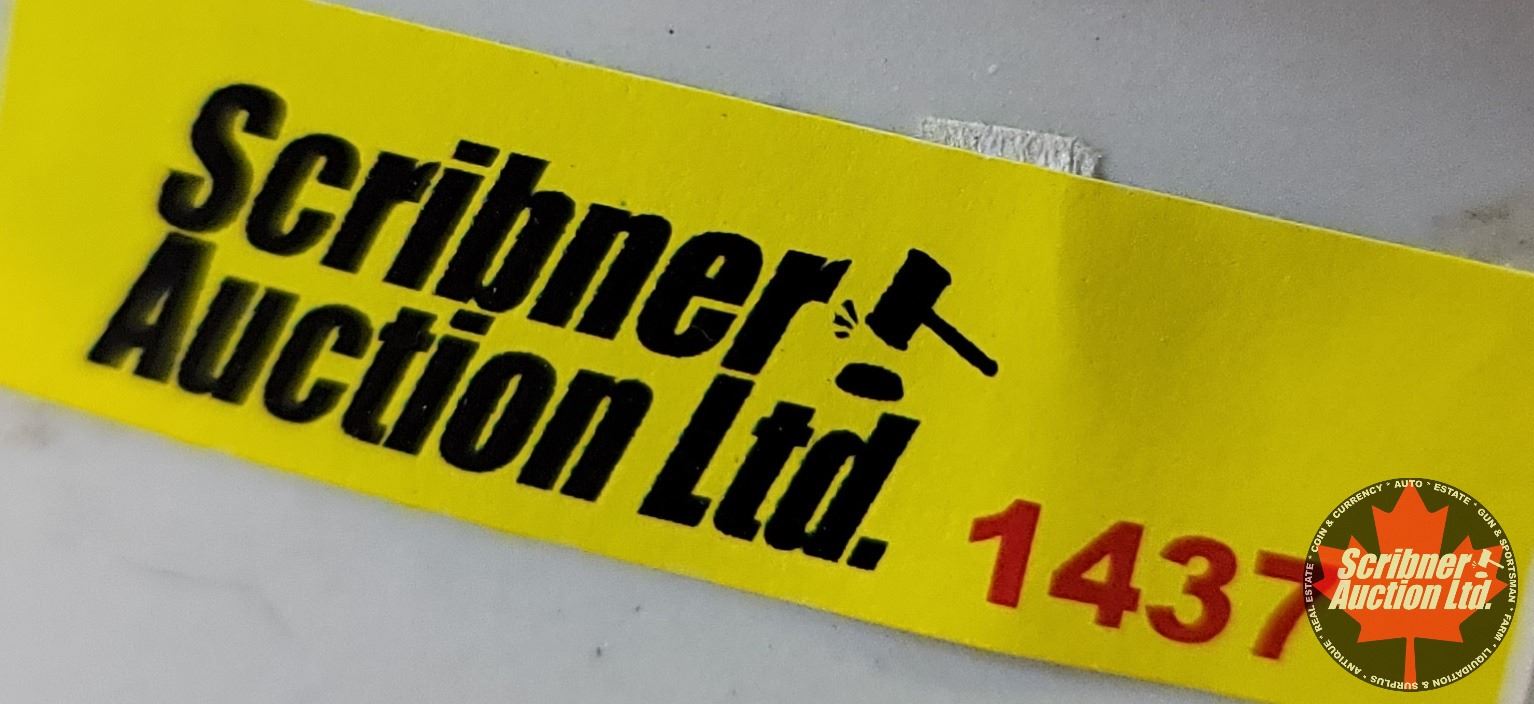 Scribner
Auction Ltd.
1437
COIN & CURRENCY * AUTO * ESTATE * GUN & SPORTSMAN * FARM * LIQUIDATION & SURPLUS * ANTIQUE * REAL ESTATE *
Scribner
Auction Ltd.